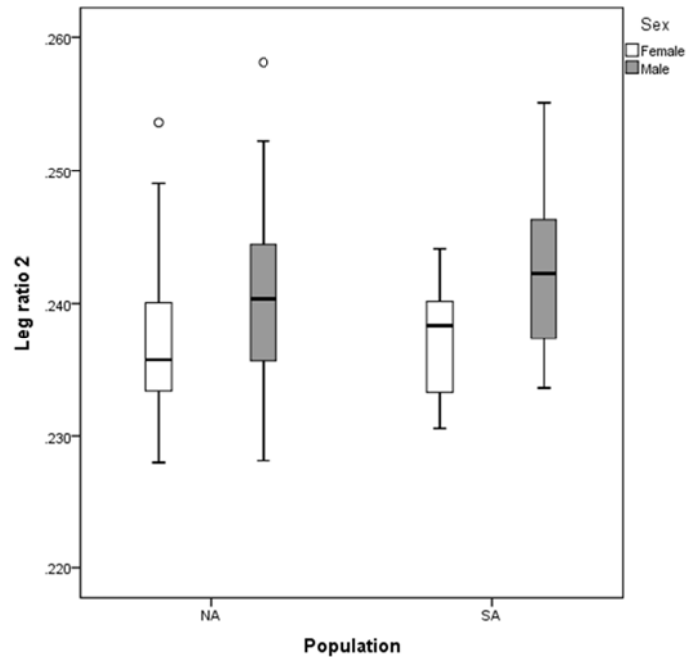 Sex
Female
Male
.260
.250
.240
.230
.220
Leg ratio 2
NA
SA
Population